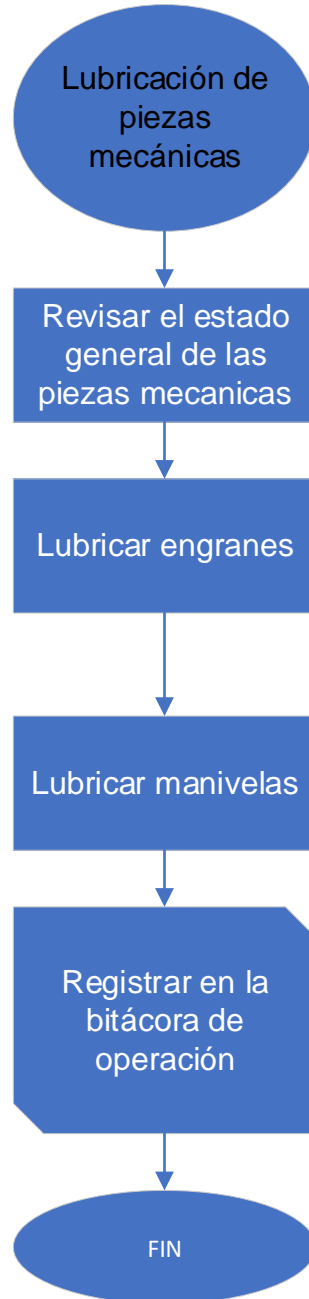 Lubricación de
piezas
mecánicas
Revisar el estado
general de las
piezas mecanicas
Lubricar engranes
Lubricar manivelas
Registrar en la
bitácora de
operación
FIN